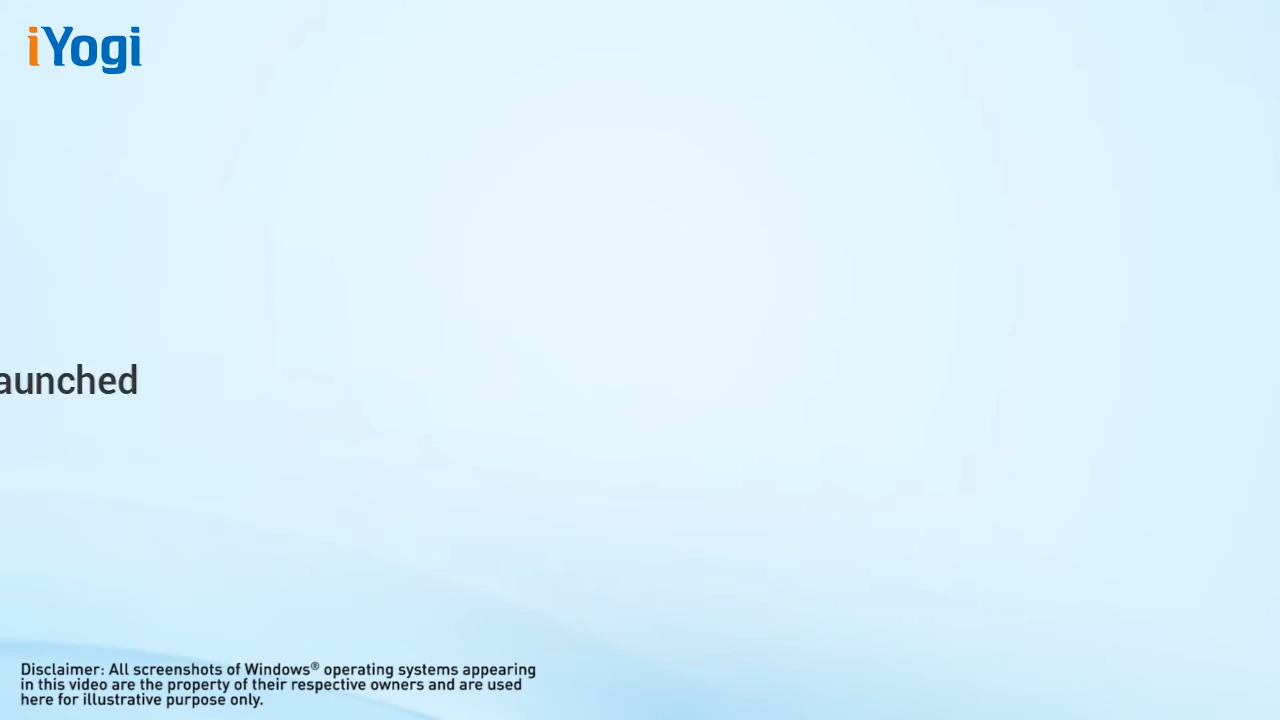 iYogi
aunched
Disclaimer: All screenshots of Windows® operating systems appearing
in this video are the property of their respective owners and are used
here for illustrative purpose only.